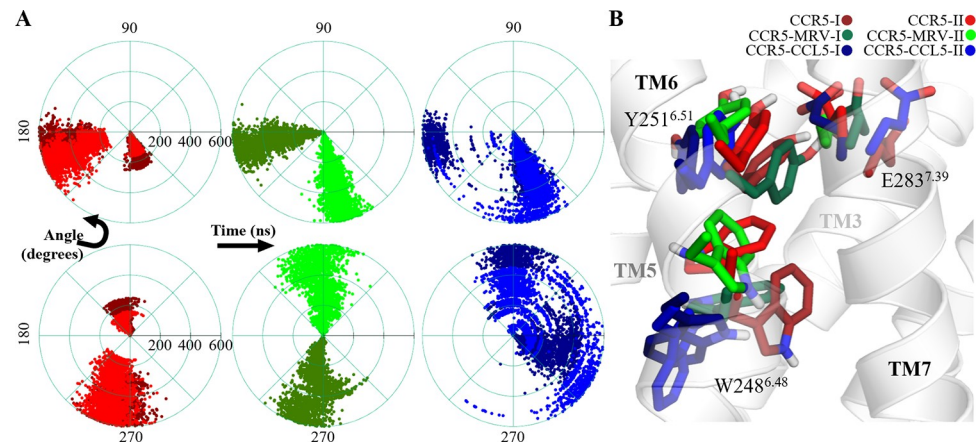 A
90
90
90
180
200 400 600
Angle
(degrees)
Time (ns)
180
200 400 600
270
270
270
B
CCR5-I
CCR5-II
CCR5-MRV-I
CCR5-MRV-II
CCR5-CCL5-I
CCR5-CCL5-II
TM6
Y251^6.51
E283^7.39
TM3
TM5
W248^6.48
TM7